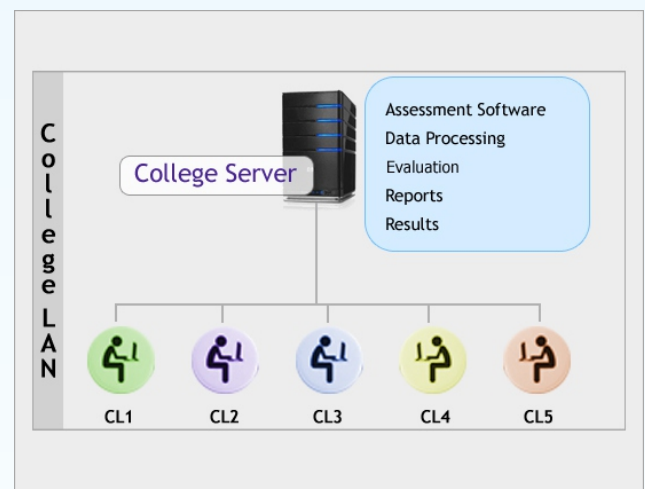 College LAN
College Server
Assessment Software
Data Processing
Evaluation
Reports
Results
CL1
CL2
CL3
CL4
CL5